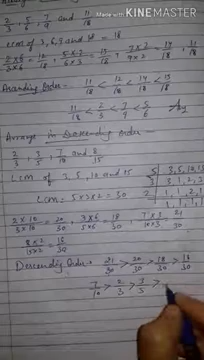 Made With KINEMASTER
2/3, 5/6, 7/9 and 11/18
LCM of 3, 6, 9 and 18 = 18
2×6/3×6 = 12/18, 5×3/6×3 = 15/18, 7×2/9×2 = 14/18, 11/18
Ascending Order - 11/18 < 12/18 < 14/18 < 15/18
11/18 < 2/3 < 7/9 < 5/6 Ans
Arrange in Descending order -
2/3, 3/5, 7/10 and 8/15
LCM of 3, 5, 10 and 15
LCM = 5×3×2 = 30
2×10/3×10 = 20/30, 3×6/5×6 = 18/30, 7×3/10×3 = 21/30
8×2/15×2 = 16/30
Descending Order - 21/30 > 20/30 > 18/30 > 16/30
7/10 > 2/3 > 3/5 >